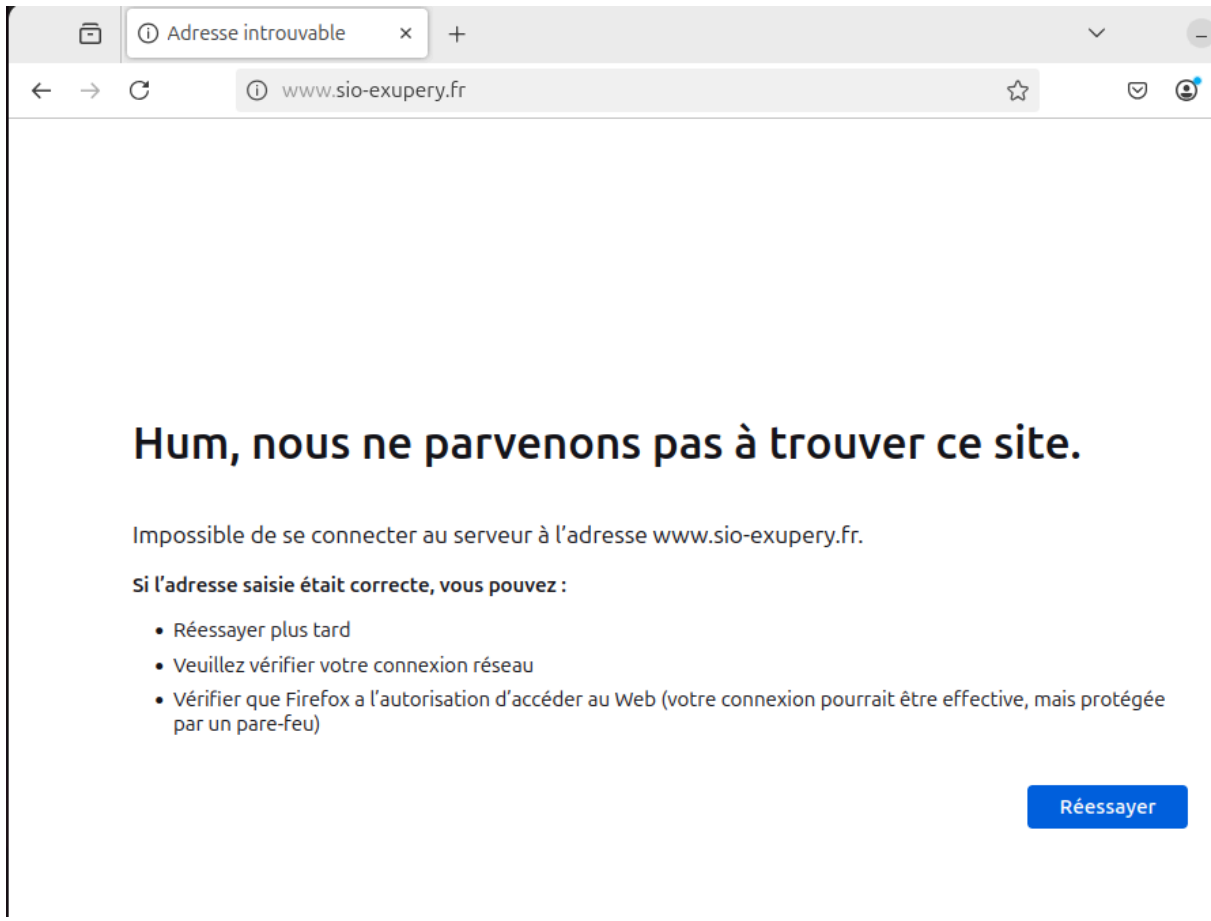 Adresse introuvable
www.sio-exupery.fr
Hum, nous ne parvenons pas à trouver ce site.
Impossible de se connecter au serveur à l’adresse www.sio-exupery.fr.
Si l’adresse saisie était correcte, vous pouvez :
• Réessayer plus tard
• Veuillez vérifier votre connexion réseau
• Vérifier que Firefox a l’autorisation d’accéder au Web (votre connexion pourrait être effective, mais protégée
par un pare-feu)
Réessayer